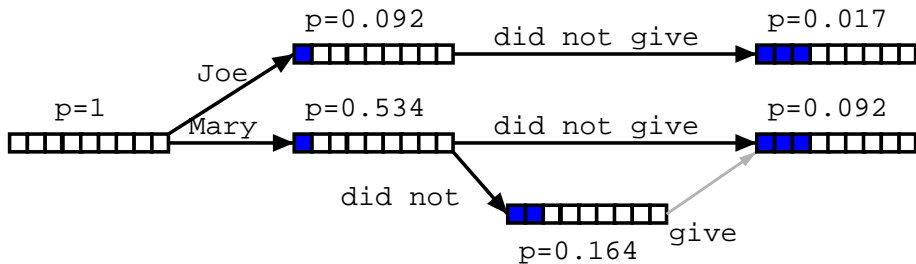 p=0.092
p=0.017
did not give
Joe
p=1
p=0.534
p=0.092
Mary
did not give
did not
give
p=0.164